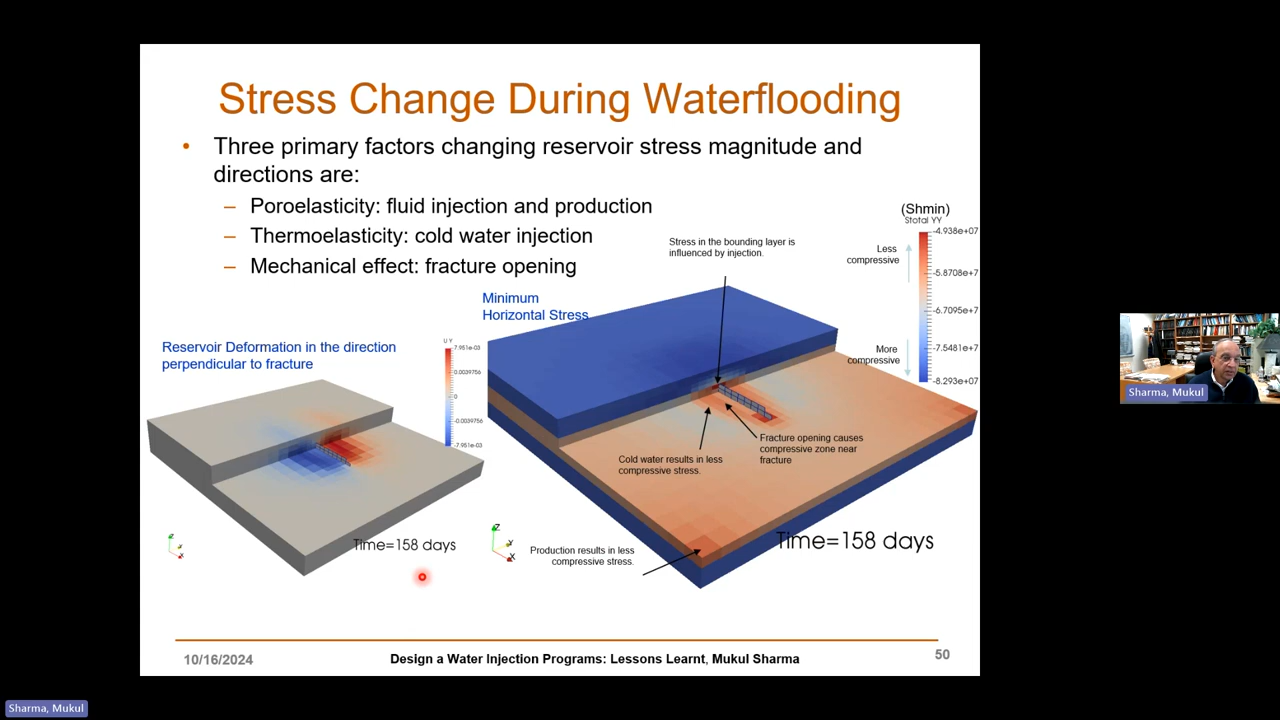 Stress Change During Waterflooding
• Three primary factors changing reservoir stress magnitude and
directions are:
– Poroelasticity: fluid injection and production
– Thermoelasticity: cold water injection
– Mechanical effect: fracture opening
(Shmin)
Stotal YY
-4.938e+07
-5.8708e+7
-6.7095e+7
-7.5481e+7
-8.293e+07
Less
compressive
More
compressive
Stress in the bounding layer is
influenced by injection.
Minimum
Horizontal Stress
Reservoir Deformation in the direction
perpendicular to fracture
U Y
7.951e-03
0.0039756
0
-0.0039756
-7.951e-03
Fracture opening causes
compressive zone near
fracture
Cold water results in less
compressive stress.
Production results in less
compressive stress.
Time=158 days
Time=158 days
Z
Y
X
Z
Y
X
10/16/2024
Design a Water Injection Programs: Lessons Learnt, Mukul Sharma
50
Sharma, Mukul
Sharma, Mukul